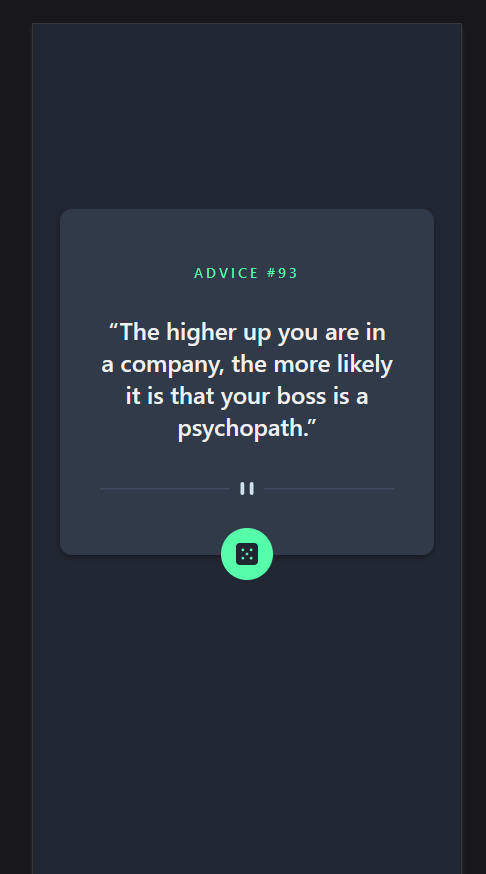 ADVICE #93
“The higher up you are in
a company, the more likely
it is that your boss is a
psychopath.”